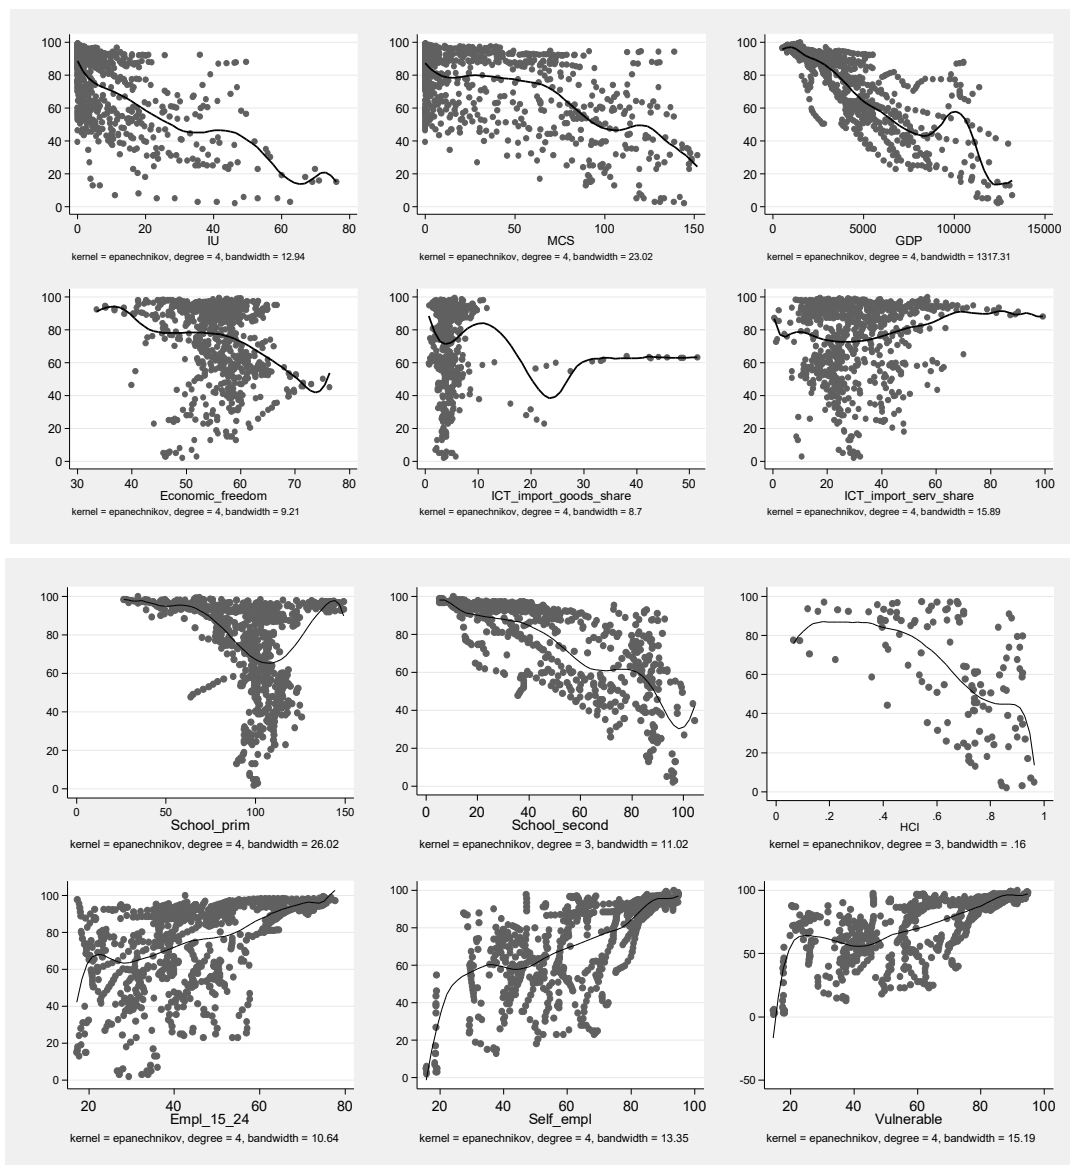 100
80
60
40
20
0
0 20 40 60 80
IU
kernel = epanechnikov, degree = 4, bandwidth = 12.94
100
80
60
40
20
0
0 50 100 150
MCS
kernel = epanechnikov, degree = 4, bandwidth = 23.02
100
80
60
40
20
0
0 5000 10000 15000
GDP
kernel = epanechnikov, degree = 4, bandwidth = 1317.31
100
80
60
40
20
0
30 40 50 60 70 80
Economic_freedom
kernel = epanechnikov, degree = 4, bandwidth = 9.21
100
80
60
40
20
0
0 10 20 30 40 50
ICT_import_goods_share
kernel = epanechnikov, degree = 4, bandwidth = 8.7
100
80
60
40
20
0
0 20 40 60 80 100
ICT_import_serv_share
kernel = epanechnikov, degree = 4, bandwidth = 15.89
100
80
60
40
20
0
0 50 100 150
School_prim
kernel = epanechnikov, degree = 4, bandwidth = 26.02
100
80
60
40
20
0
0 20 40 60 80 100
School_second
kernel = epanechnikov, degree = 3, bandwidth = 11.02
100
80
60
40
20
0
0 .2 .4 .6 .8 1
HCI
kernel = epanechnikov, degree = 3, bandwidth = .16
100
80
60
40
20
0
20 40 60 80
Empl_15_24
kernel = epanechnikov, degree = 4, bandwidth = 10.64
100
80
60
40
20
0
20 40 60 80 100
Self_empl
kernel = epanechnikov, degree = 4, bandwidth = 13.35
100
50
0
-50
20 40 60 80 100
Vulnerable
kernel = epanechnikov, degree = 4, bandwidth = 15.19